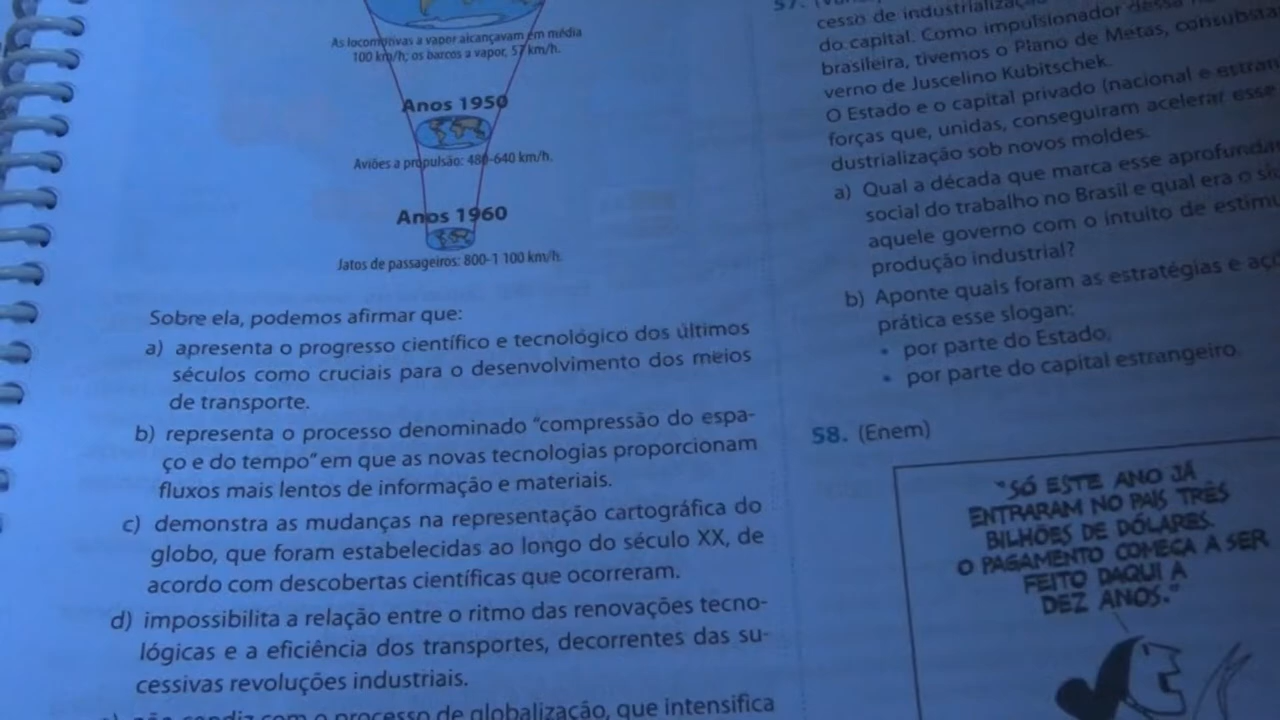 As locomotivas a vapor alcançavam em média
100 km/h; os barcos a vapor, 57 km/h.
Anos 1950
Aviões a propulsão: 480-640 km/h.
Anos 1960
Jatos de passageiros: 800-1 100 km/h.
Sobre ela, podemos afirmar que:
a) apresenta o progresso científico e tecnológico dos últimos
séculos como cruciais para o desenvolvimento dos meios
de transporte.
b) representa o processo denominado "compressão do espa-
ço e do tempo" em que as novas tecnologias proporcionam
fluxos mais lentos de informação e materiais.
c) demonstra as mudanças na representação cartográfica do
globo, que foram estabelecidas ao longo do século XX, de
acordo com descobertas científicas que ocorreram.
d) impossibilita a relação entre o ritmo das renovações tecno-
lógicas e a eficiência dos transportes, decorrentes das su-
cessivas revoluções industriais.
com o processo de globalização, que intensifica
57.
cesso de
do capital. Como impulsionador dessa
brasileira, tivemos o Plano de Metas,
verno de Juscelino Kubitschek.
O Estado e o capital privado (nacional e
forças que, unidas, conseguiram acelerar esse
dustrialização sob novos moldes.
a) Qual a década que marca esse
social do trabalho no Brasil e qual era o
aquele governo com o intuito de
produção industrial?
b) Aponte quais foram as estratégias e
prática esse slogan:
• por parte do Estado;
• por parte do capital estrangeiro.
58. (Enem)
"SÓ ESTE ANO JÁ
ENTRARAM NO PAÍS TRÊS
BILHÕES DE DÓLARES.
O PAGAMENTO COMEÇA A SER
FEITO DAQUI A
DEZ ANOS."